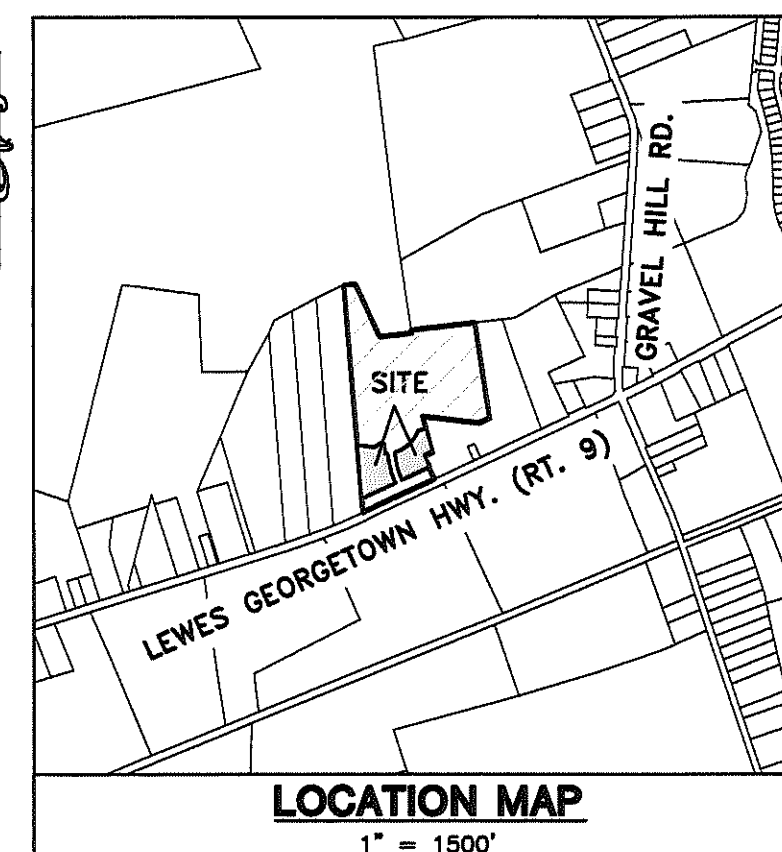 GRAVEL HILL RD.
SITE
LEWES GEORGETOWN HWY. (RT. 9)
LOCATION MAP
1" = 1500'